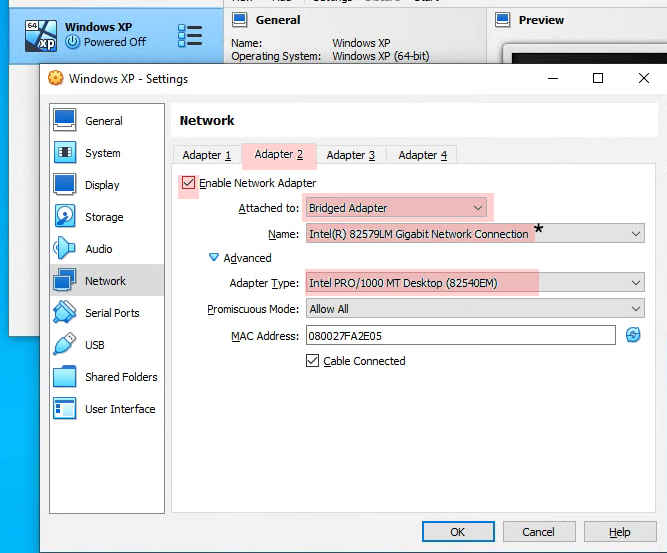 Windows XP
Powered Off
64
xp
General
Name: Windows XP
Operating System: Windows XP (64-bit)
Preview
Windows XP - Settings
General
System
Display
Storage
Audio
Network
Serial Ports
USB
Shared Folders
User Interface
Network
Adapter 1 Adapter 2 Adapter 3 Adapter 4
Enable Network Adapter
Attached to: Bridged Adapter
Name: Intel(R) 82579LM Gigabit Network Connection *
Advanced
Adapter Type: Intel PRO/1000 MT Desktop (82540EM)
Promiscuous Mode: Allow All
MAC Address: 080027FA2E05
Cable Connected
OK Cancel Help